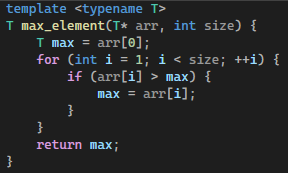 template <typename T>
T max_element(T* arr, int size) {
    T max = arr[0];
    for (int i = 1; i < size; ++i) {
        if (arr[i] > max) {
            max = arr[i];
        }
    }
    return max;
}